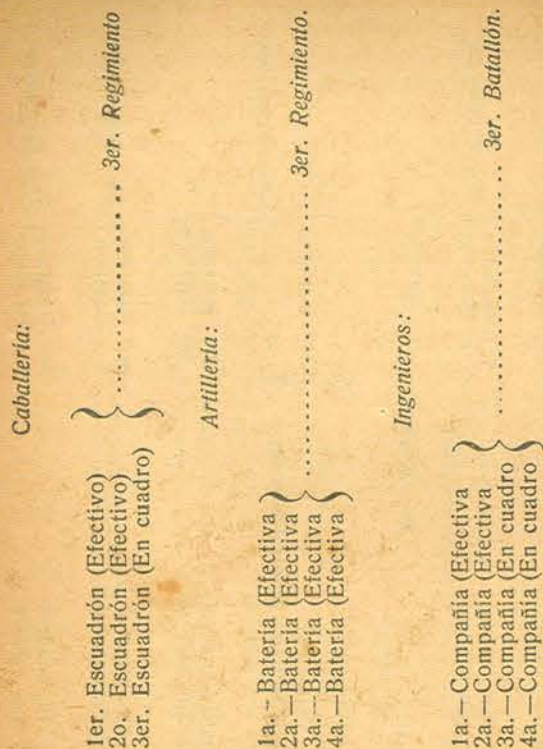 Caballería:
1er. Escuadrón (Efectivo)
2o. Escuadrón (Efectivo) .................. 3er. Regimiento
3er. Escuadrón (En cuadro)
Artillería:
1a.-Batería (Efectiva
2a.—Batería (Efectiva .................. 3er. Regimiento.
3a.--Batería (Efectiva
4a.—Batería (Efectiva
Ingenieros:
1a.—Compañía (Efectiva
2a.—Compañía (Efectiva .................. 3er. Batallón.
3a.—Compañía (En cuadro
4a.—Compañía (En cuadro